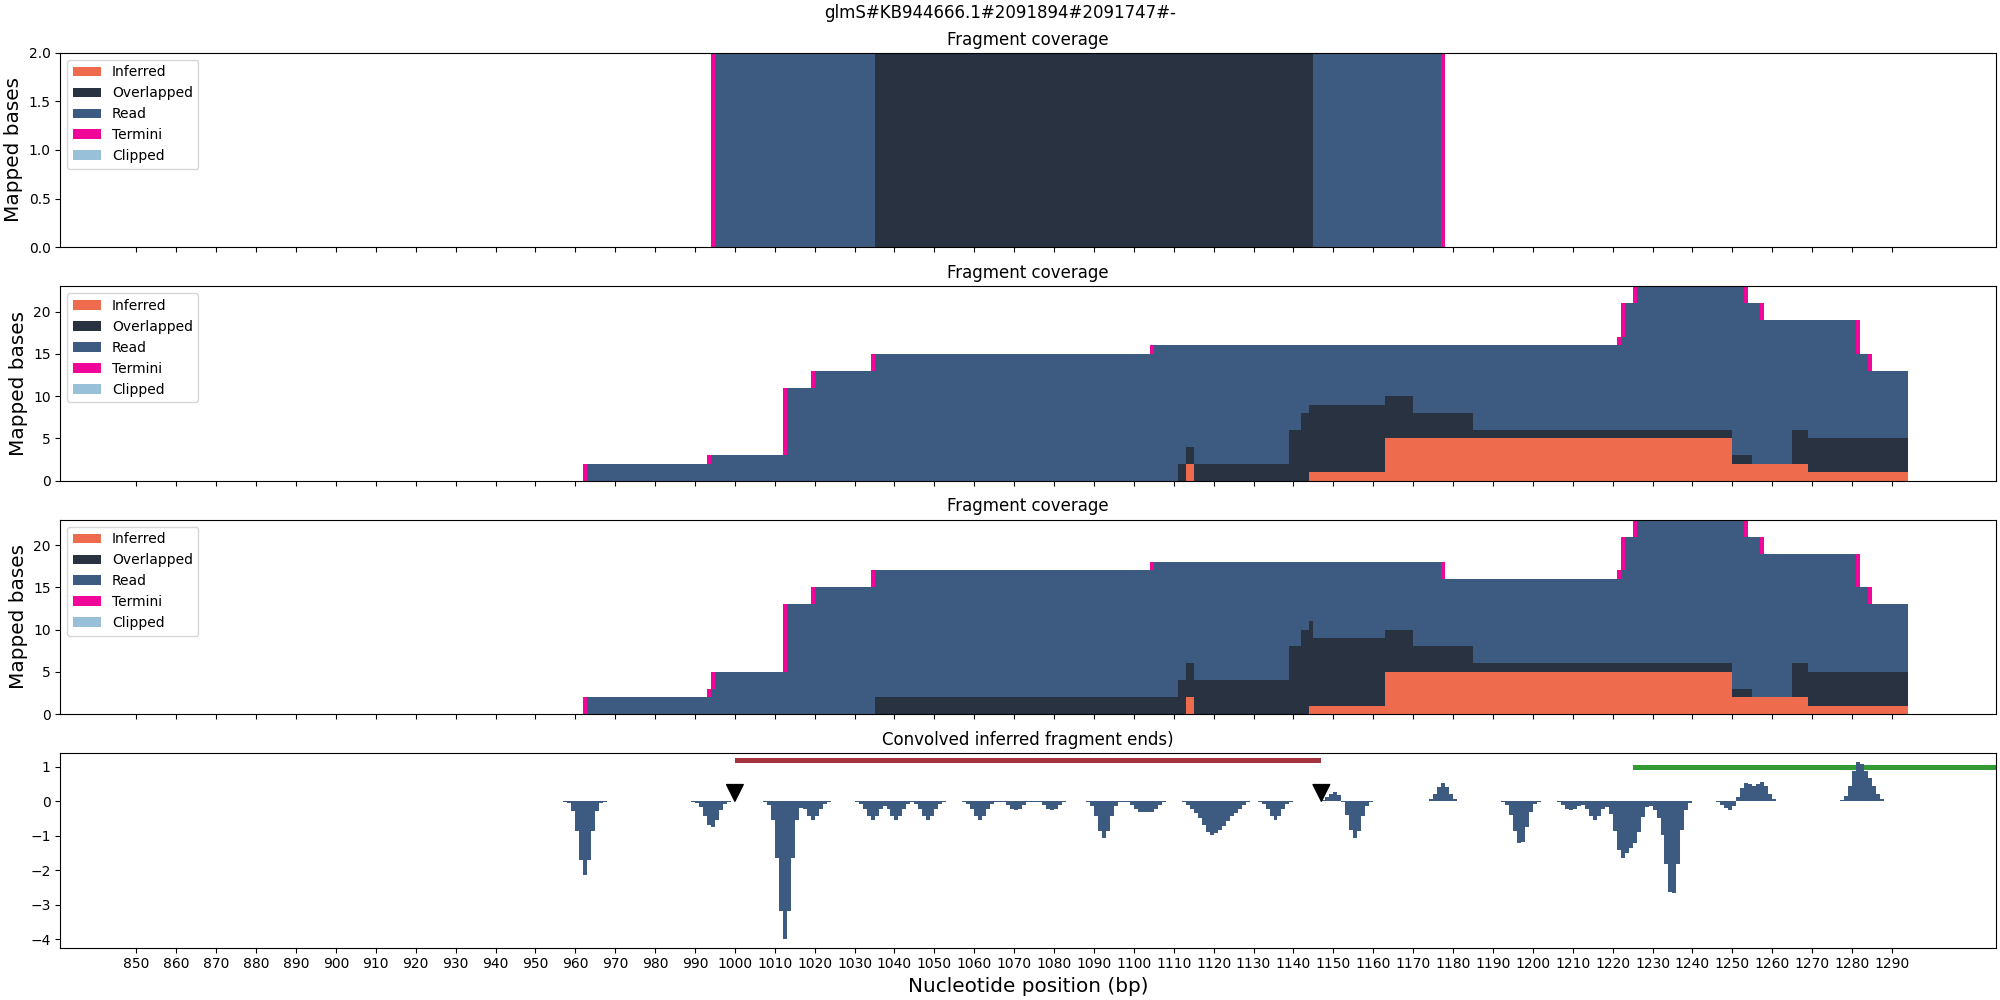 glmS#KB944666.1#2091894#2091747#-
Fragment coverage
Mapped bases
2.0
1.5
1.0
0.5
0.0
Inferred
Overlapped
Read
Termini
Clipped
Fragment coverage
Mapped bases
20
15
10
5
0
Inferred
Overlapped
Read
Termini
Clipped
Fragment coverage
Mapped bases
20
15
10
5
0
Inferred
Overlapped
Read
Termini
Clipped
Convolved inferred fragment ends)
1
0
−1
−2
−3
−4
850 860 870 880 890 900 910 920 930 940 950 960 970 980 990 1000 1010 1020 1030 1040 1050 1060 1070 1080 1090 1100 1110 1120 1130 1140 1150 1160 1170 1180 1190 1200 1210 1220 1230 1240 1250 1260 1270 1280 1290
Nucleotide position (bp)